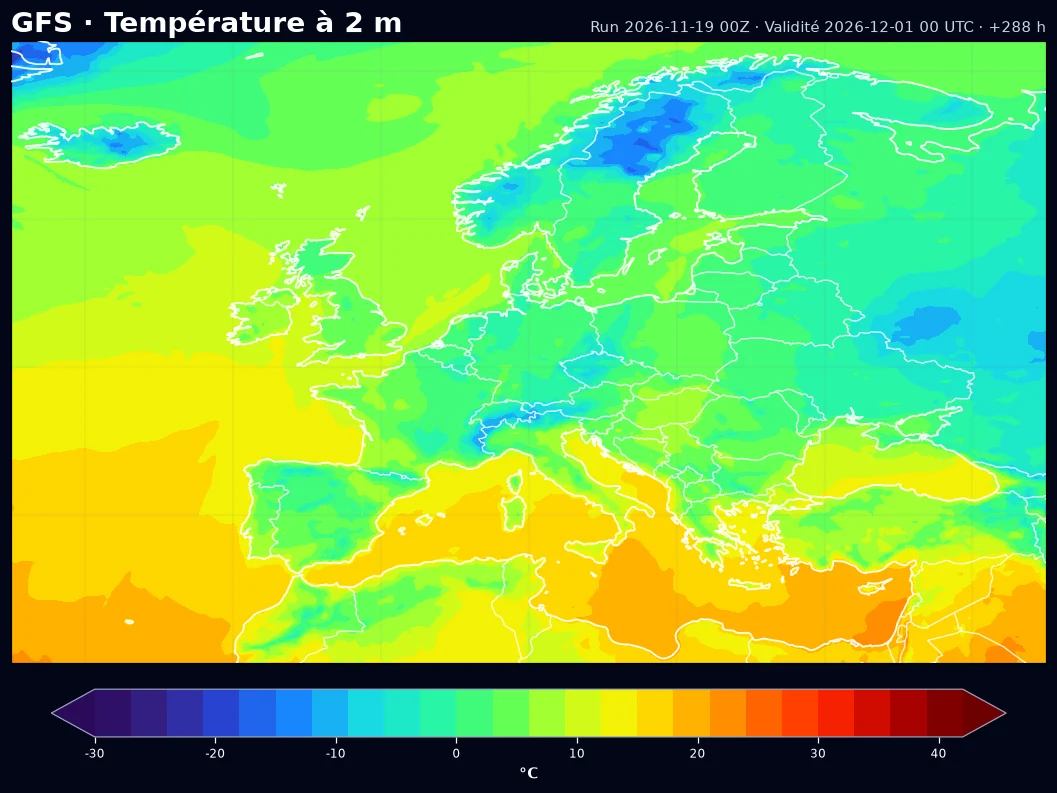 GFS · Température à 2 m
Run 2026-11-19 00Z · Validité 2026-12-01 00 UTC · +288 h
-30 -20 -10 0 10 20 30 40
°C